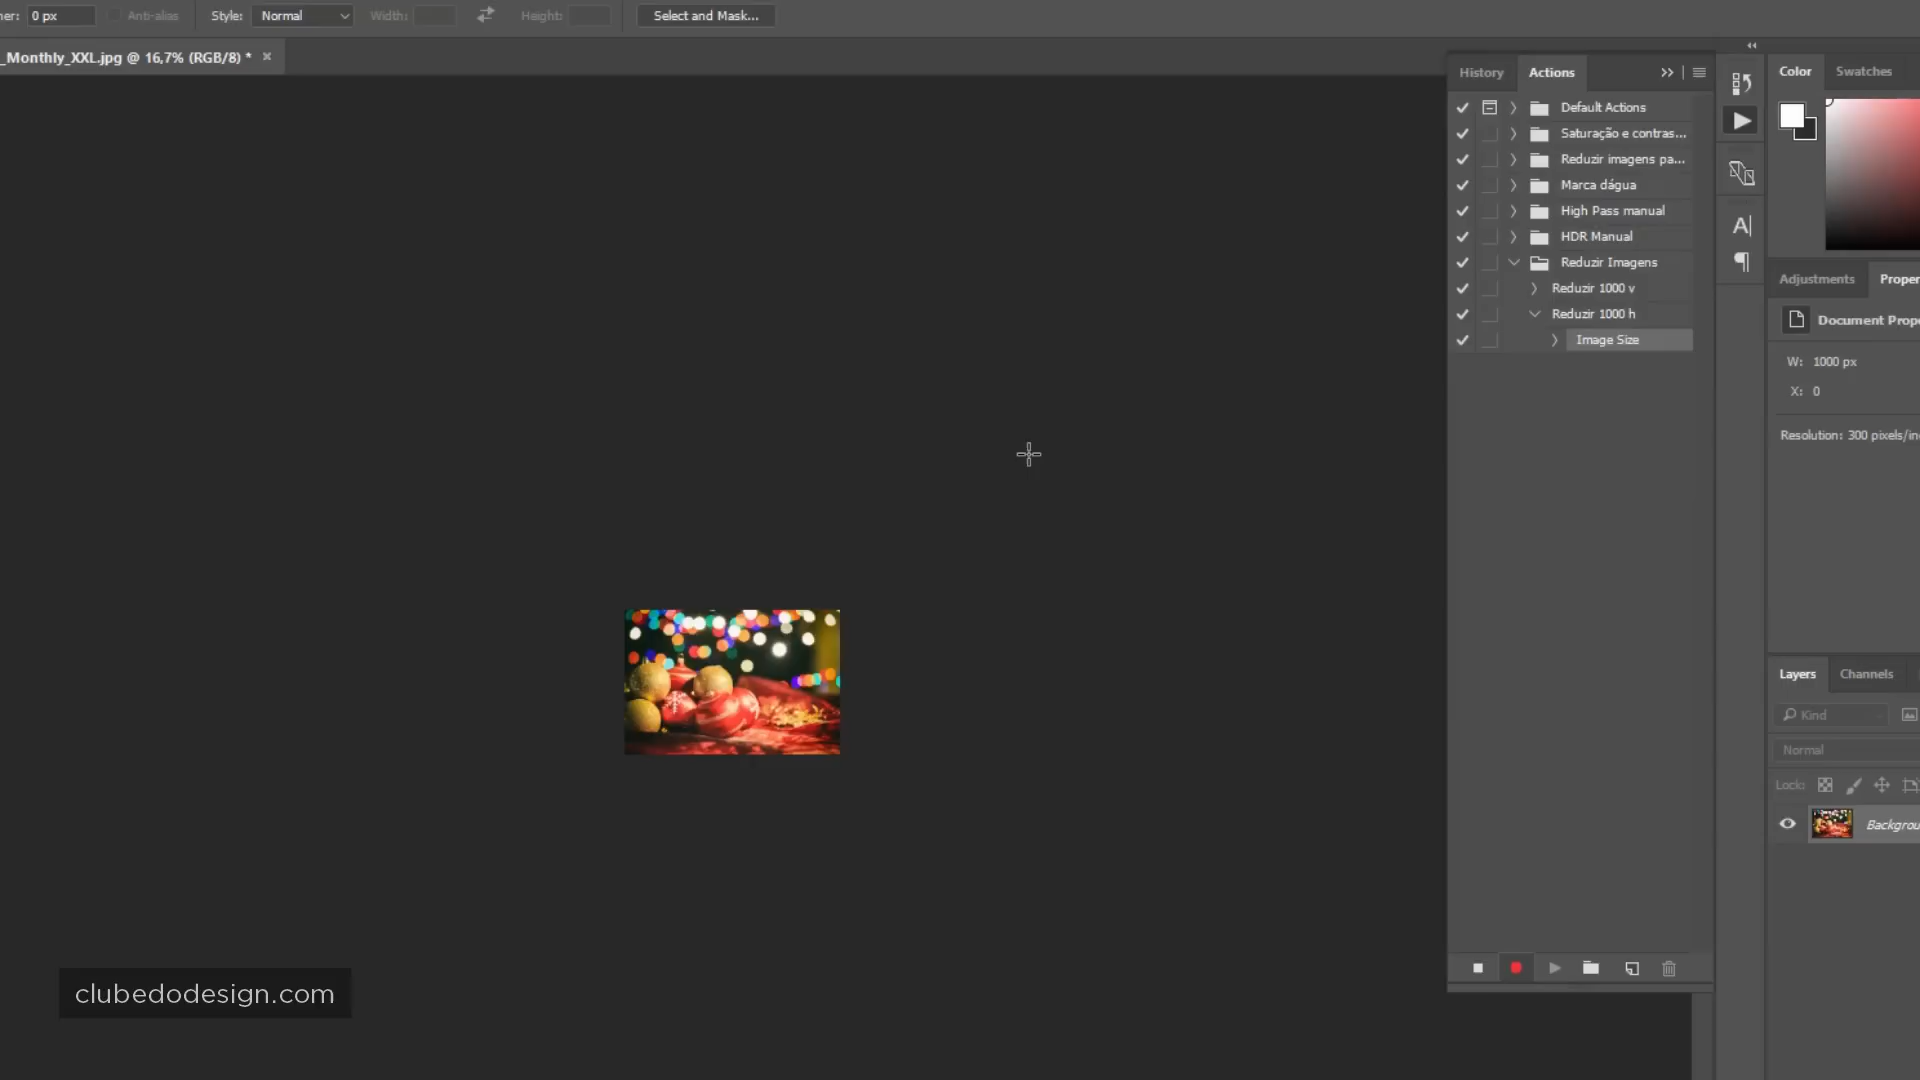 0 px
Anti-alias
Style:
Normal
Width:
Height:
Select and Mask...
_Monthly_XXL.jpg @ 16,7% (RGB/8) *
History
Actions
Default Actions
Saturação e contras...
Reduzir imagens pa...
Marca dágua
High Pass manual
HDR Manual
Reduzir Imagens
Reduzir 1000 v
Reduzir 1000 h
Image Size
Color
Swatches
Adjustments
Proper
Document Prope
W: 1000 px
X: 0
Resolution: 300 pixels/in
Layers
Channels
Kind
Normal
Lock:
Backgrou
clubedodesign.com